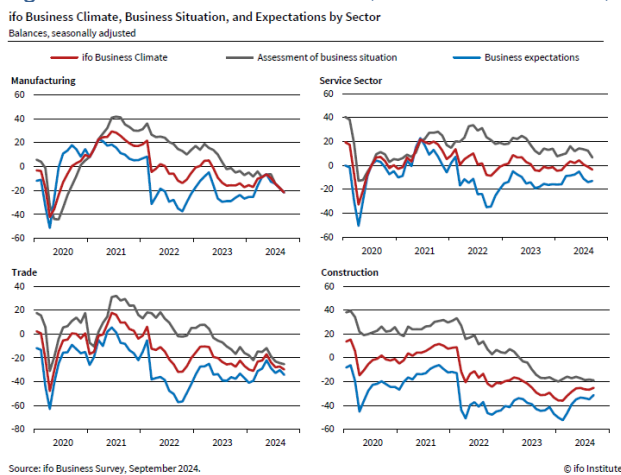 ifo Business Climate, Business Situation, and Expectations by Sector
Balances, seasonally adjusted
ifo Business Climate Assessment of business situation Business expectations
Manufacturing
60
40
20
0
-20
-40
-60
2020 2021 2022 2023 2024
Service Sector
60
40
20
0
-20
-40
-60
2020 2021 2022 2023 2024
Trade
40
20
0
-20
-40
-60
-80
2020 2021 2022 2023 2024
Construction
60
40
20
0
-20
-40
-60
2020 2021 2022 2023 2024
Source: ifo Business Survey, September 2024. © ifo Institute